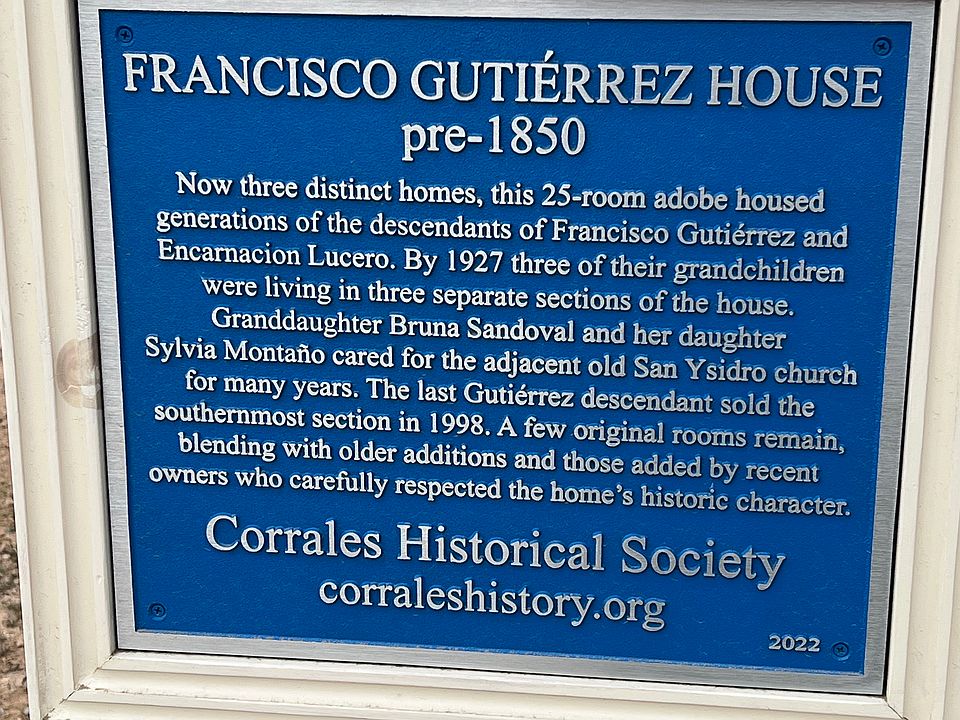 FRANCISCO GUTIÉRREZ HOUSE
pre-1850
Now three distinct homes, this 25-room adobe housed
generations of the descendants of Francisco Gutiérrez and
Encarnacion Lucero. By 1927 three of their grandchildren
were living in three separate sections of the house.
Granddaughter Bruna Sandoval and her daughter
Sylvia Montaño cared for the adjacent old San Ysidro church
for many years. The last Gutiérrez descendant sold the
southernmost section in 1998. A few original rooms remain,
blending with older additions and those added by recent
owners who carefully respected the home's historic character.
Corrales Historical Society
corraleshistory.org
2022